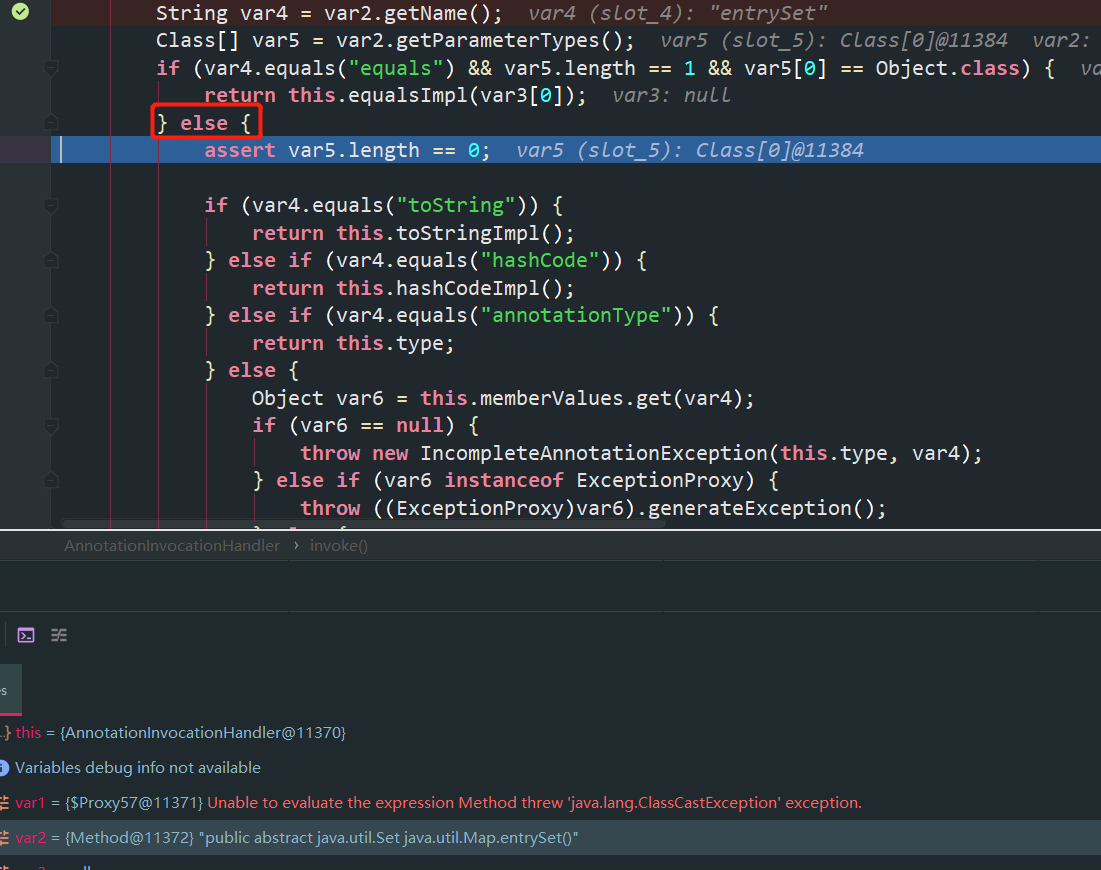 String var4 = var2.getName();  var4 (slot_4): "entrySet"
Class[] var5 = var2.getParameterTypes();  var5 (slot_5): Class[0]@11384  var2:
if (var4.equals("equals") && var5.length == 1 && var5[0] == Object.class) {
return this.equalsImpl(var3[0]);  var3: null
} else {
assert var5.length == 0;  var5 (slot_5): Class[0]@11384
if (var4.equals("toString")) {
return this.toStringImpl();
} else if (var4.equals("hashCode")) {
return this.hashCodeImpl();
} else if (var4.equals("annotationType")) {
return this.type;
} else {
Object var6 = this.memberValues.get(var4);
if (var6 == null) {
throw new IncompleteAnnotationException(this.type, var4);
} else if (var6 instanceof ExceptionProxy) {
throw ((ExceptionProxy)var6).generateException();
AnnotationInvocationHandler › invoke()
this = {AnnotationInvocationHandler@11370}
Variables debug info not available
var1 = {$Proxy57@11371} Unable to evaluate the expression Method threw 'java.lang.ClassCastException' exception.
var2 = {Method@11372} "public abstract java.util.Set java.util.Map.entrySet()"